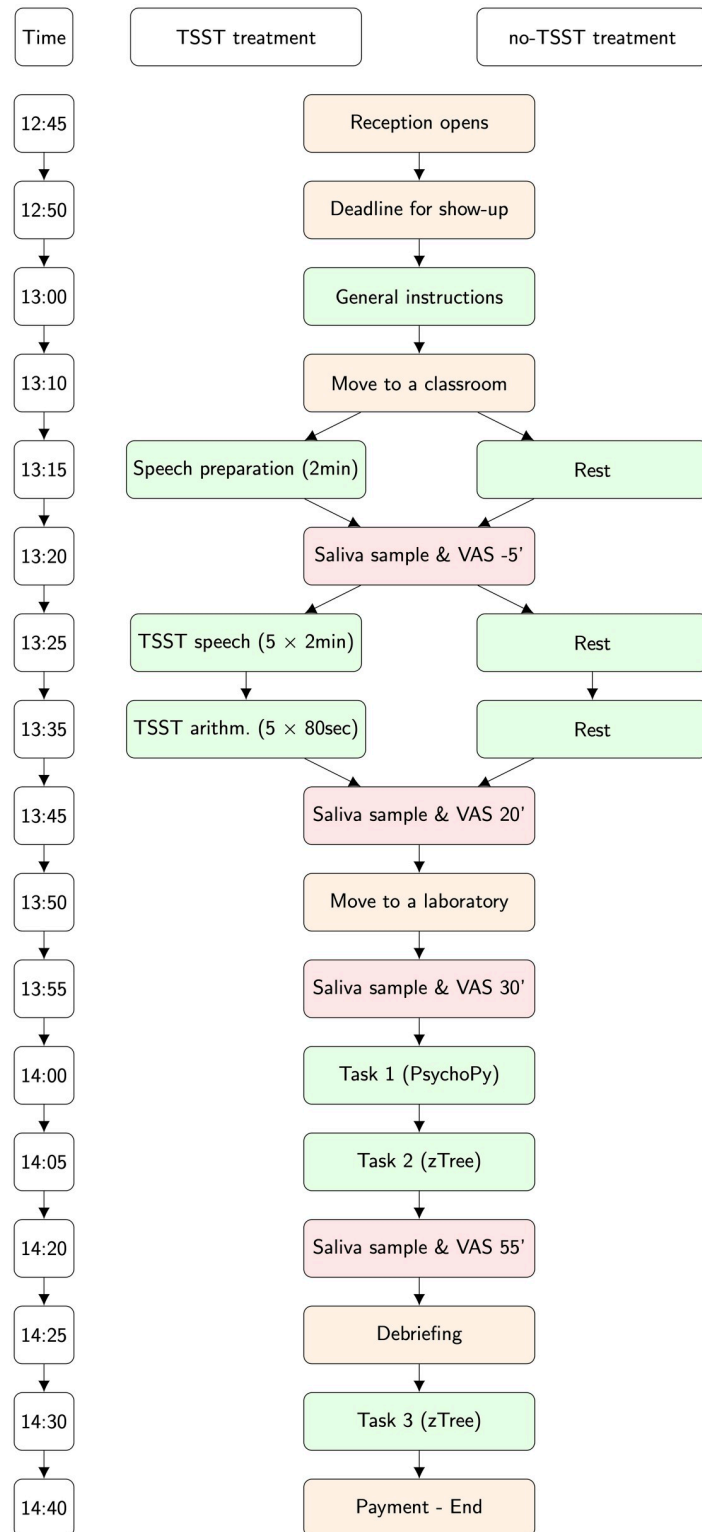 Time TSST treatment no-TSST treatment
12:45 Reception opens
12:50 Deadline for show-up
13:00 General instructions
13:10 Move to a classroom
13:15 Speech preparation (2min) Rest
13:20 Saliva sample & VAS -5'
13:25 TSST speech (5 × 2min) Rest
13:35 TSST arithm. (5 × 80sec) Rest
13:45 Saliva sample & VAS 20'
13:50 Move to a laboratory
13:55 Saliva sample & VAS 30'
14:00 Task 1 (PsychoPy)
14:05 Task 2 (zTree)
14:20 Saliva sample & VAS 55'
14:25 Debriefing
14:30 Task 3 (zTree)
14:40 Payment - End